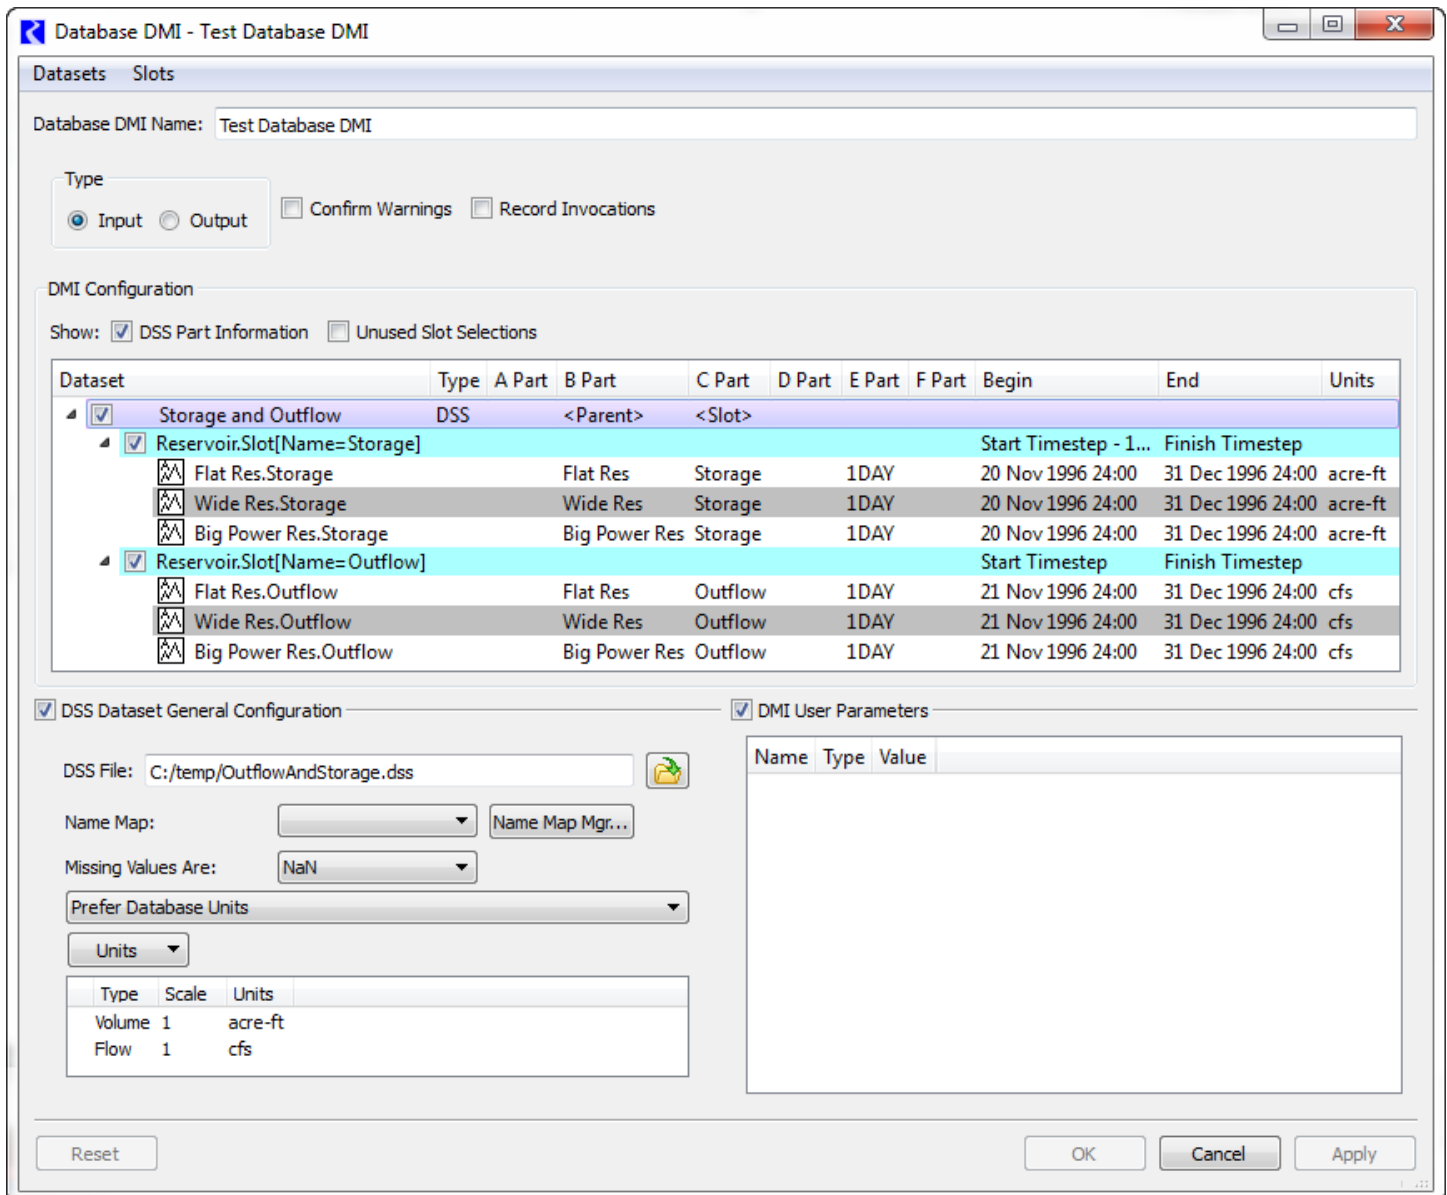 Database DMI - Test Database DMI
Datasets Slots
Database DMI Name: Test Database DMI
Type
Input Output Confirm Warnings Record Invocations
DMI Configuration
Show: DSS Part Information Unused Slot Selections
Dataset Type A Part B Part C Part D Part E Part F Part Begin End Units
Storage and Outflow DSS <Parent> <Slot>
Reservoir.Slot[Name=Storage] Start Timestep - 1... Finish Timestep
Flat Res.Storage Flat Res Storage 1DAY 20 Nov 1996 24:00 31 Dec 1996 24:00 acre-ft
Wide Res.Storage Wide Res Storage 1DAY 20 Nov 1996 24:00 31 Dec 1996 24:00 acre-ft
Big Power Res.Storage Big Power Res Storage 1DAY 20 Nov 1996 24:00 31 Dec 1996 24:00 acre-ft
Reservoir.Slot[Name=Outflow] Start Timestep Finish Timestep
Flat Res.Outflow Flat Res Outflow 1DAY 21 Nov 1996 24:00 31 Dec 1996 24:00 cfs
Wide Res.Outflow Wide Res Outflow 1DAY 21 Nov 1996 24:00 31 Dec 1996 24:00 cfs
Big Power Res.Outflow Big Power Res Outflow 1DAY 21 Nov 1996 24:00 31 Dec 1996 24:00 cfs
DSS Dataset General Configuration
DSS File: C:/temp/OutflowAndStorage.dss
Name Map: Name Map Mgr...
Missing Values Are: NaN
Prefer Database Units
Units
Type Scale Units
Volume 1 acre-ft
Flow 1 cfs
DMI User Parameters
Name Type Value
Reset OK Cancel Apply